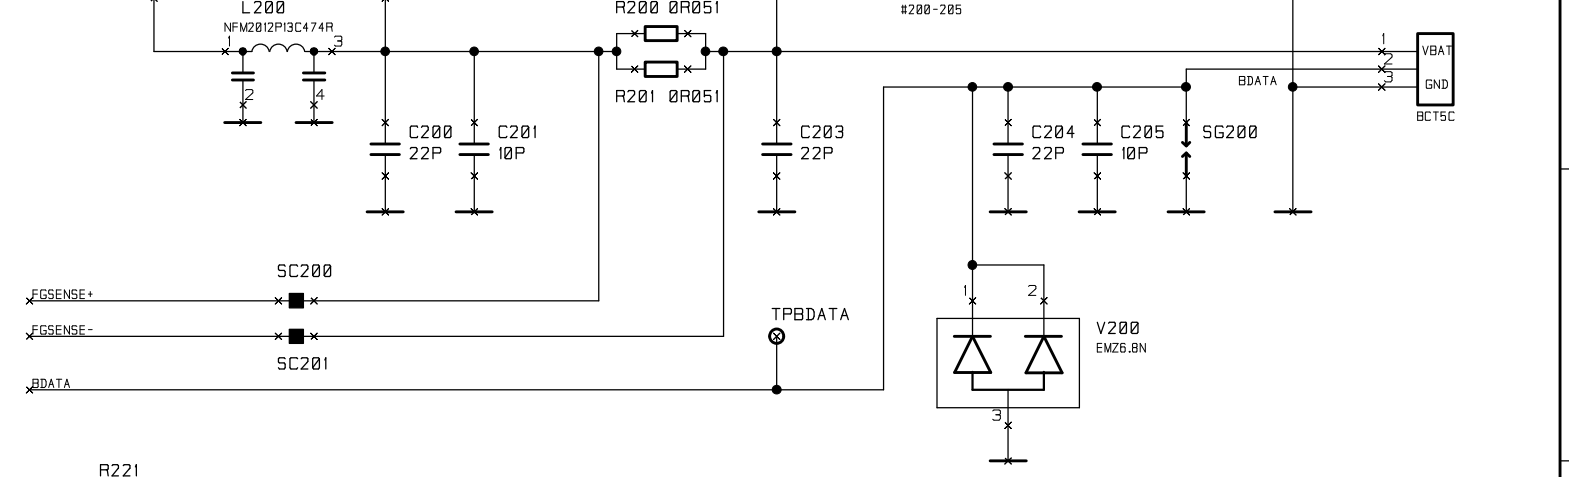 L200
NFM2012P13C474R
R200 0R051
#200-205
1
3
2
4
R201 0R051
1
2
3
VBAT
BDATA
GND
BCT5C
C200
22P
C201
10P
C203
22P
C204
22P
C205
10P
SG200
SC200
FGSENSE+
FGSENSE-
SC201
TPBDATA
BDATA
1
2
V200
EMZ6.8N
3
R221